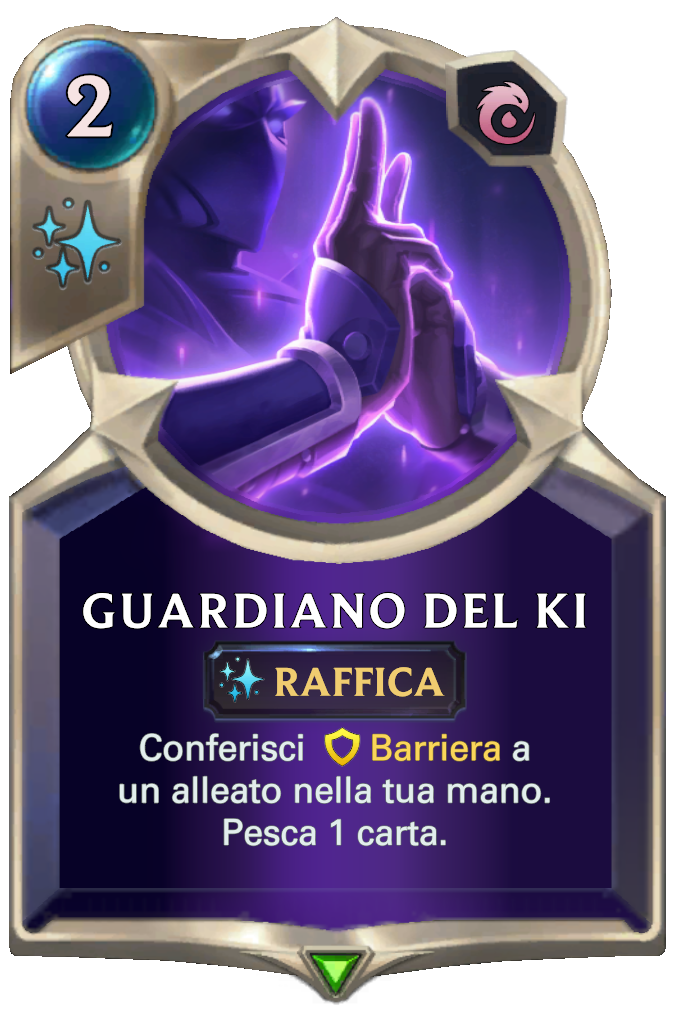 2
GUARDIANO DEL KI
RAFFICA
Conferisci Barriera a
un alleato nella tua mano.
Pesca 1 carta.